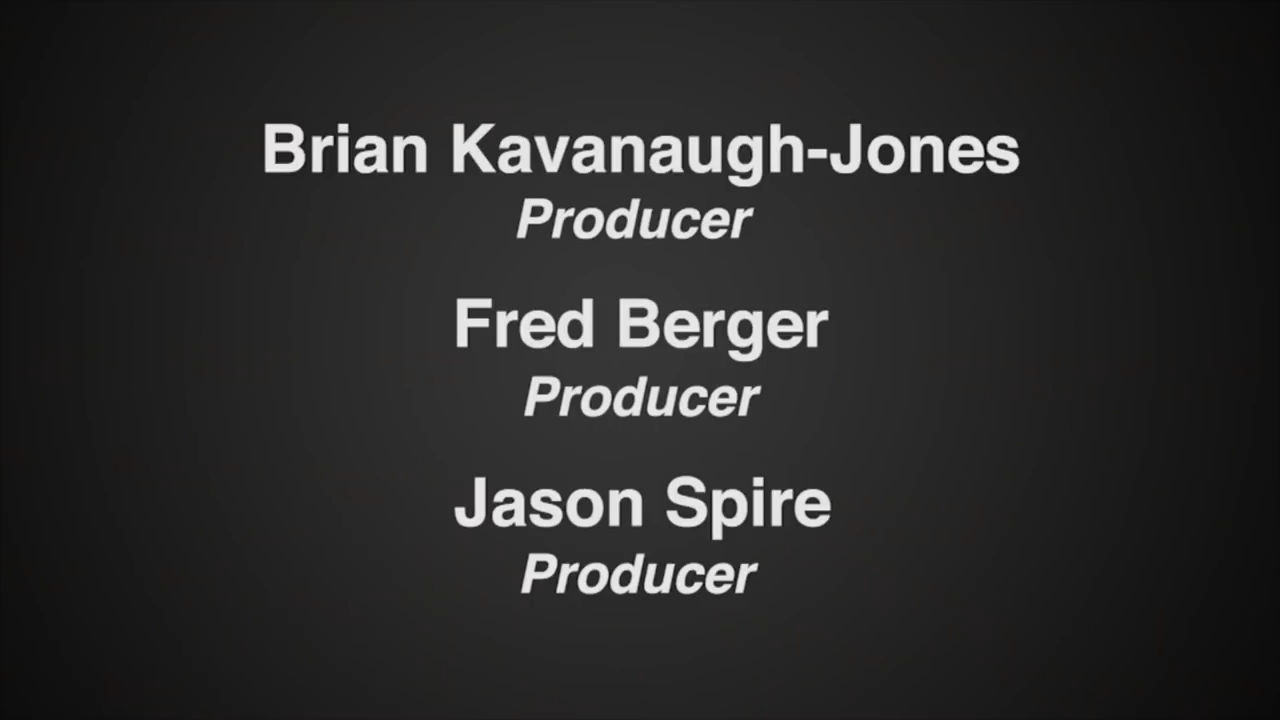 Brian Kavanaugh-Jones
Producer
Fred Berger
Producer
Jason Spire
Producer